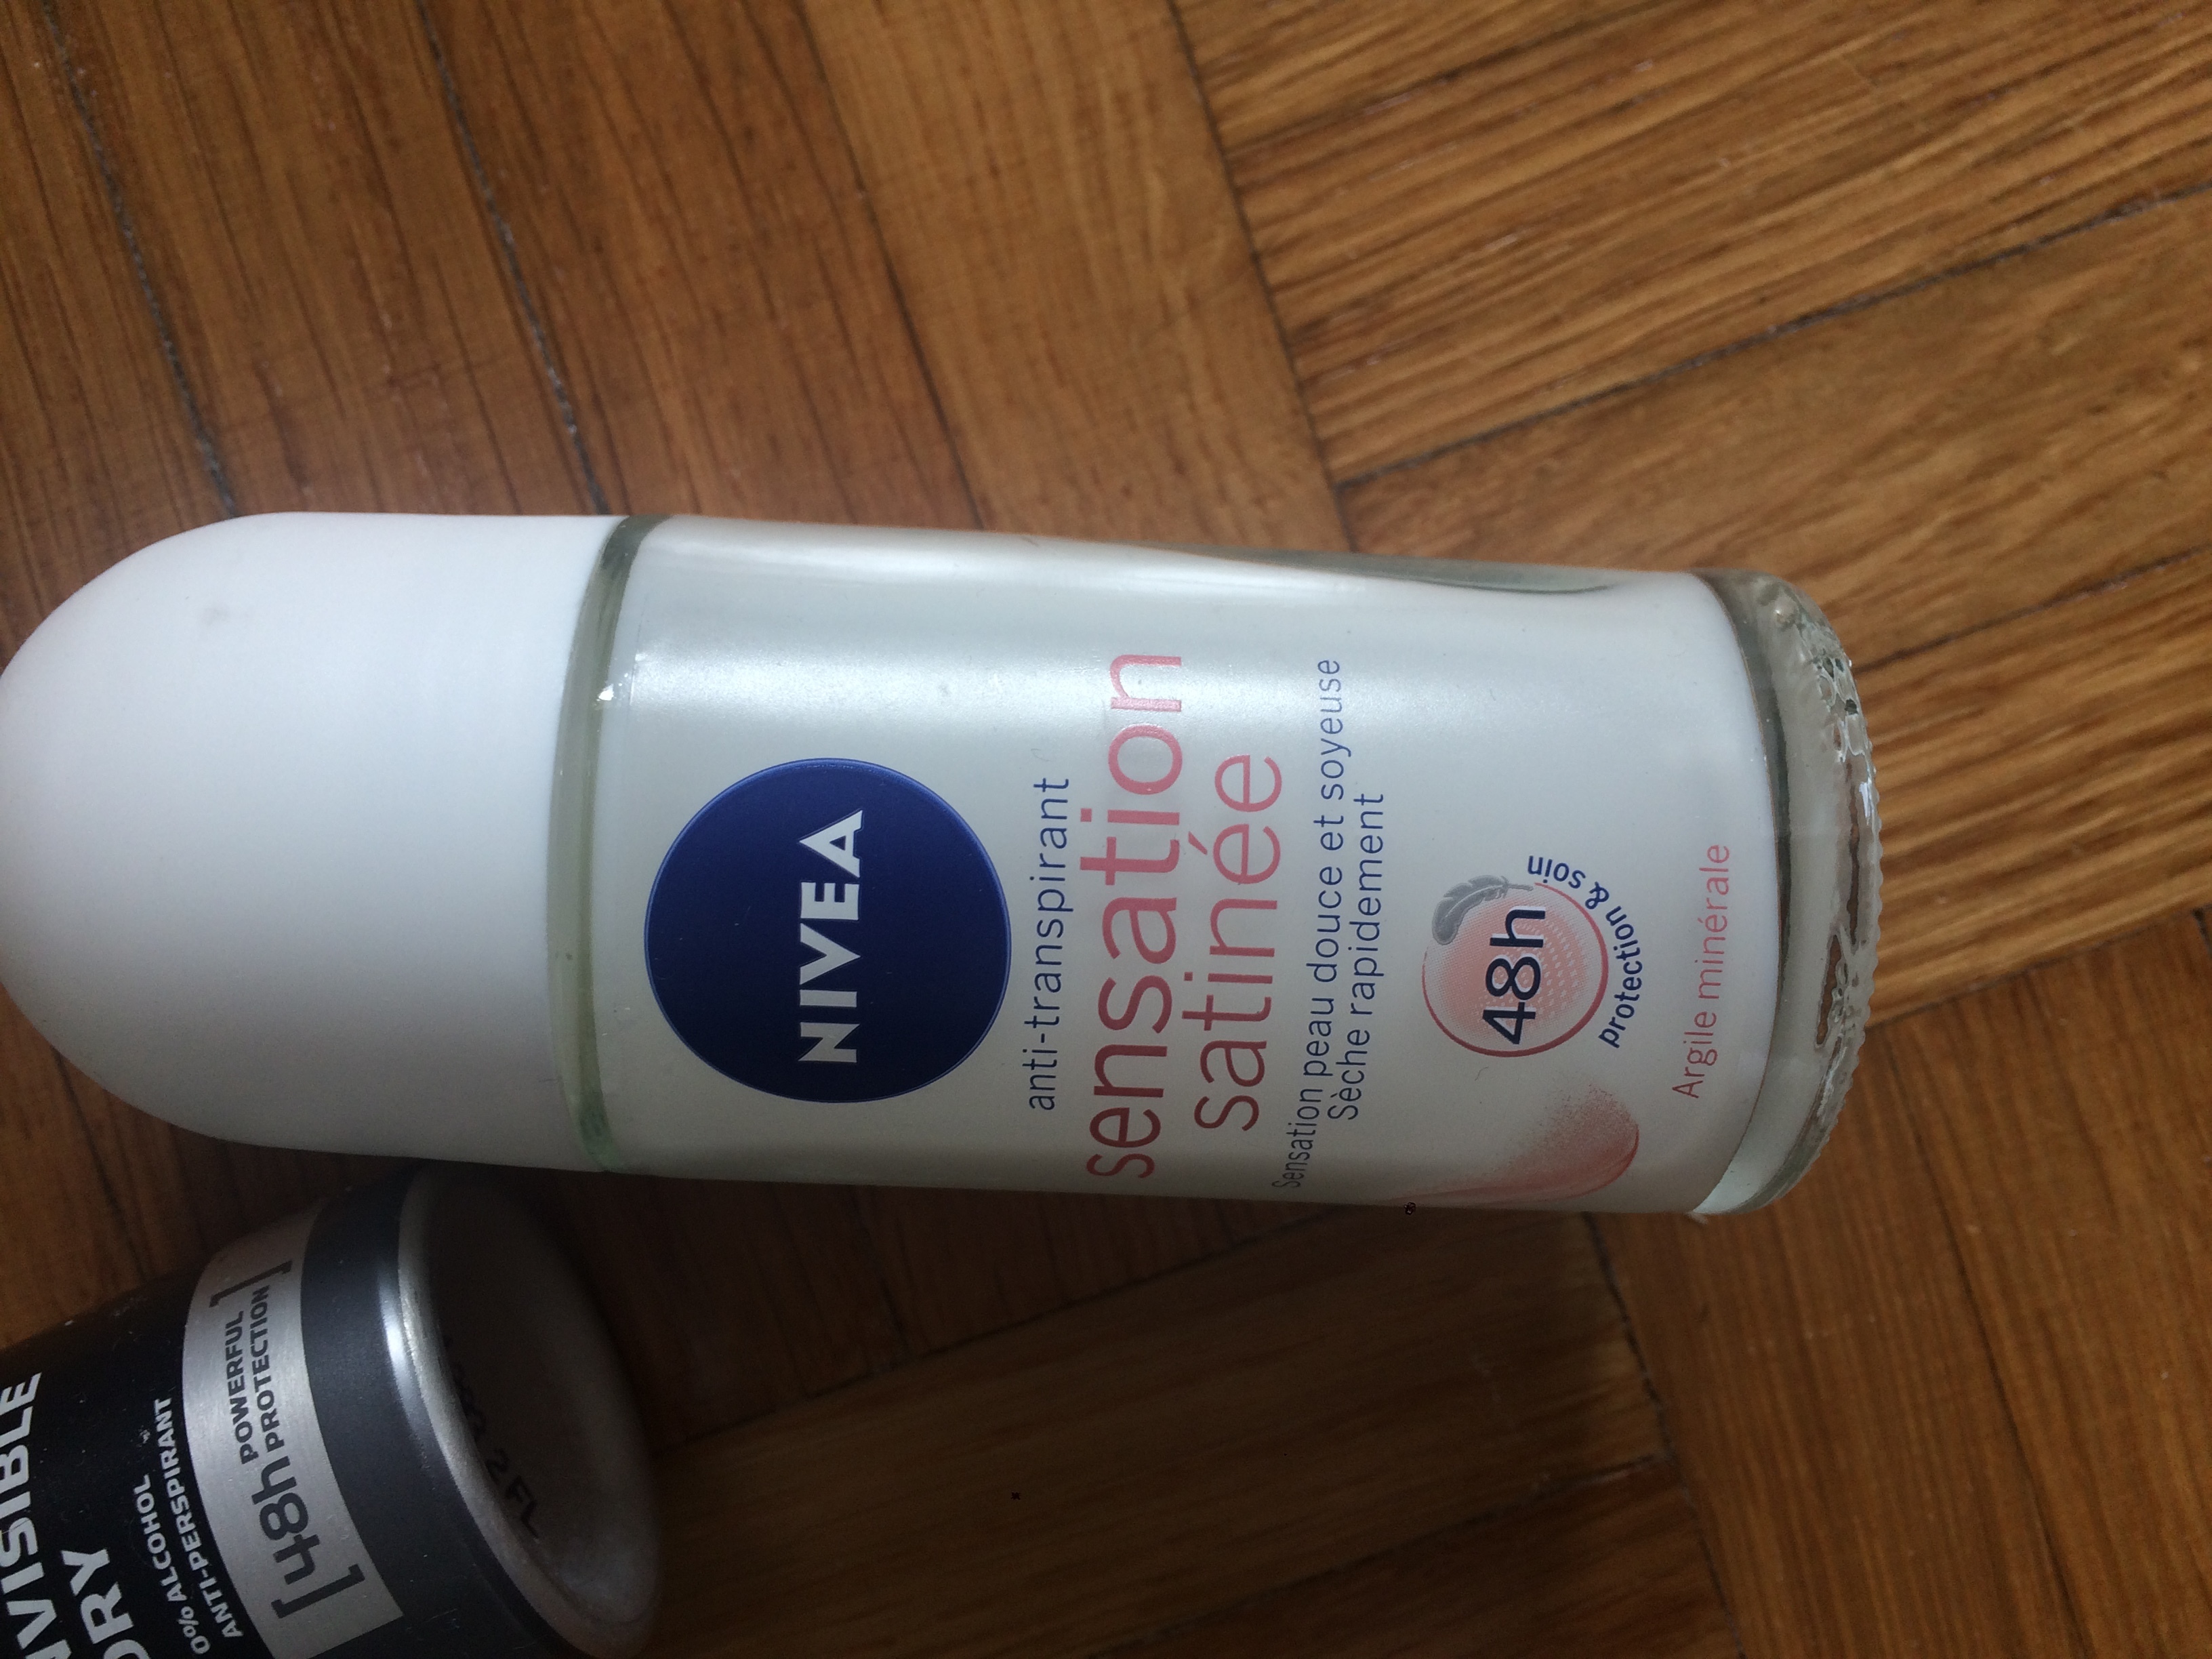 NIVEA
anti-transpirant
sensation
satinée
Sensation peau douce et soyeuse
Sèche rapidement
48h
protection & soin
Argile minérale
DRY
0% ALCOHOL
ANTI-PERSPIRANT
[48h POWERFUL
PROTECTION]